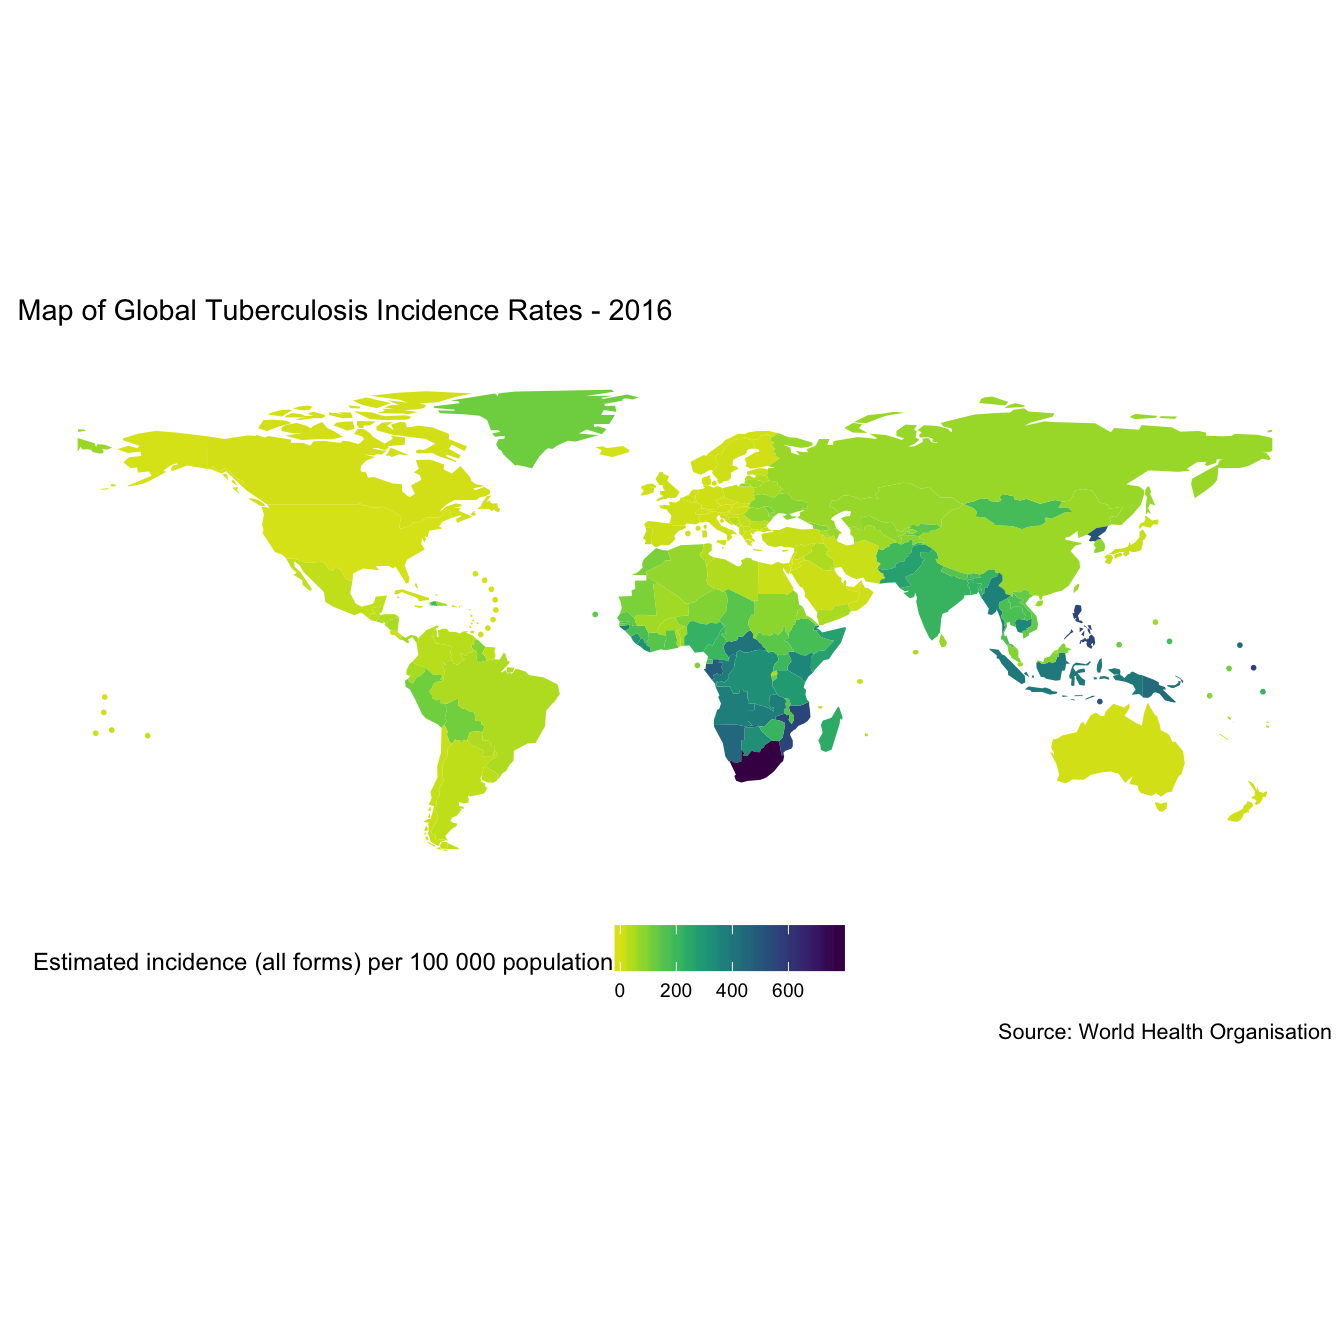 Map of Global Tuberculosis Incidence Rates - 2016
Estimated incidence (all forms) per 100 000 population
0 200 400 600
Source: World Health Organisation